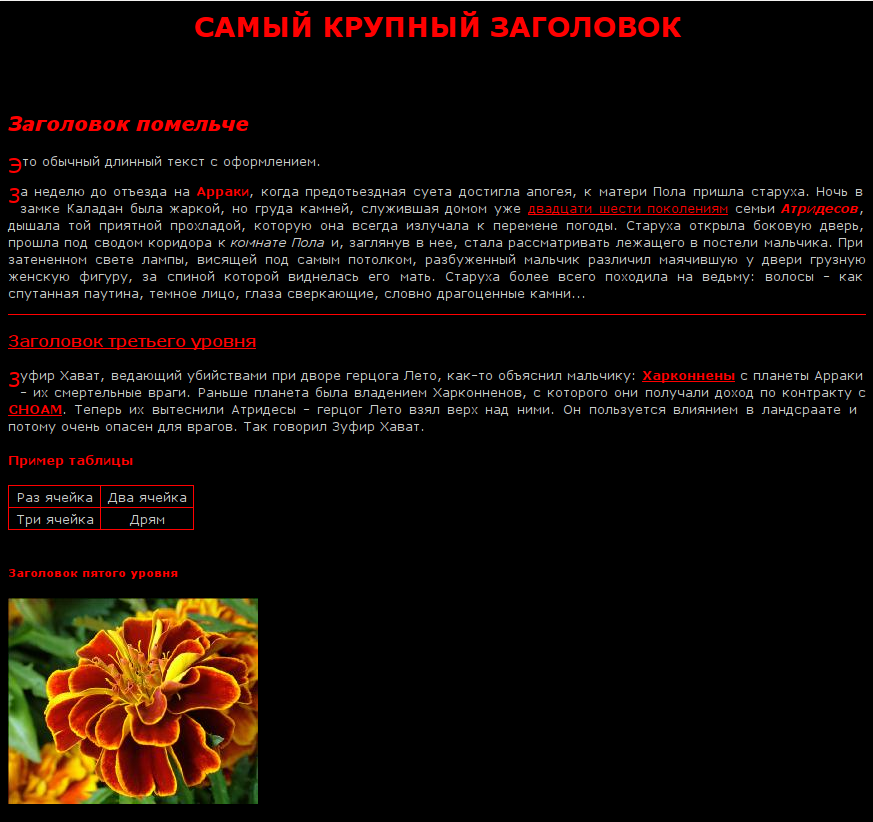 САМЫЙ КРУПНЫЙ ЗАГОЛОВОК
Заголовок помельче
Это обычный длинный текст с оформлением.
За неделю до отъезда на Арраки, когда предотъездная суета достигла апогея, к матери Пола пришла старуха. Ночь в
замке Каладан была жаркой, но груда камней, служившая домом уже двадцати шести поколениям семьи Атридесов,
дышала той приятной прохладой, которую она всегда излучала к перемене погоды. Старуха открыла боковую дверь,
прошла под сводом коридора к комнате Пола и, заглянув в нее, стала рассматривать лежащего в постели мальчика. При
затененном свете лампы, висящей под самым потолком, разбуженный мальчик различил маячившую у двери грузную
женскую фигуру, за спиной которой виднелась его мать. Старуха более всего походила на ведьму: волосы – как
спутанная паутина, темное лицо, глаза сверкающие, словно драгоценные камни...
Заголовок третьего уровня
Зуфир Хават, ведающий убийствами при дворе герцога Лето, как–то объяснил мальчику: Харконнены с планеты Арраки
– их смертельные враги. Раньше планета была владением Харконненов, с которого они получали доход по контракту с
СНОАМ. Теперь их вытеснили Атридесы – герцог Лето взял верх над ними. Он пользуется влиянием в ландсраате и
потому очень опасен для врагов. Так говорил Зуфир Хават.
Пример таблицы
Раз ячейка Два ячейка
Три ячейка Дрям
Заголовок пятого уровня